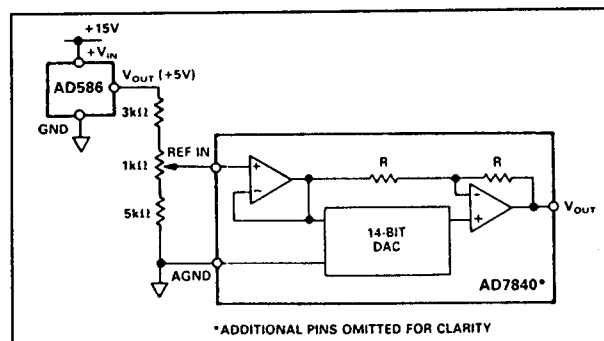 +15V
+VIN
AD586
VOUT (+5V)
GND
3kΩ
1kΩ
REF IN
5kΩ
AGND
+
−
R
R
−
+
14-BIT
DAC
VOUT
AD7840*
*ADDITIONAL PINS OMITTED FOR CLARITY